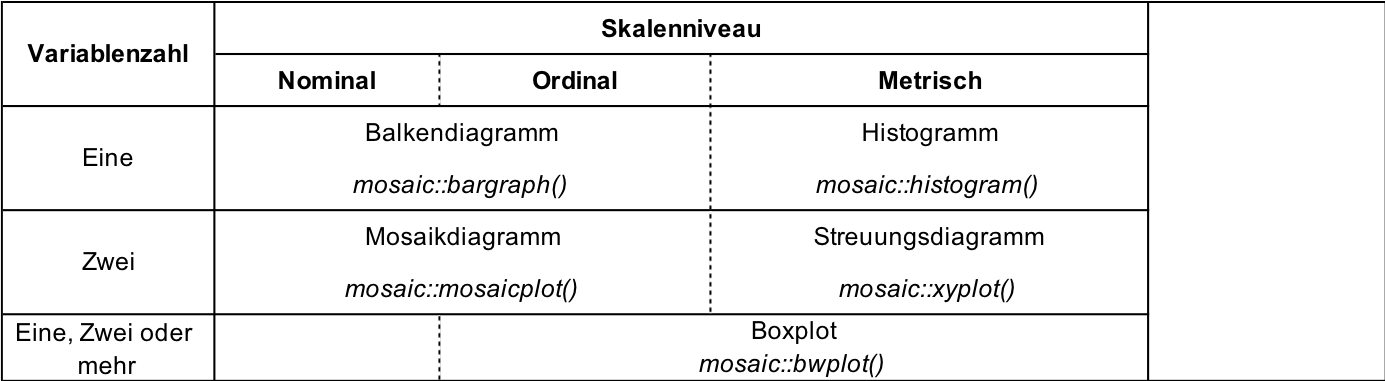 Variablenzahl
Skalenniveau
Nominal
Ordinal
Metrisch
Eine
Balkendiagramm
mosaic::bargraph()
Histogramm
mosaic::histogram()
Zwei
Mosaikdiagramm
mosaic::mosaicplot()
Streuungsdiagramm
mosaic::xyplot()
Eine, Zwei oder
mehr
Boxplot
mosaic::bwplot()